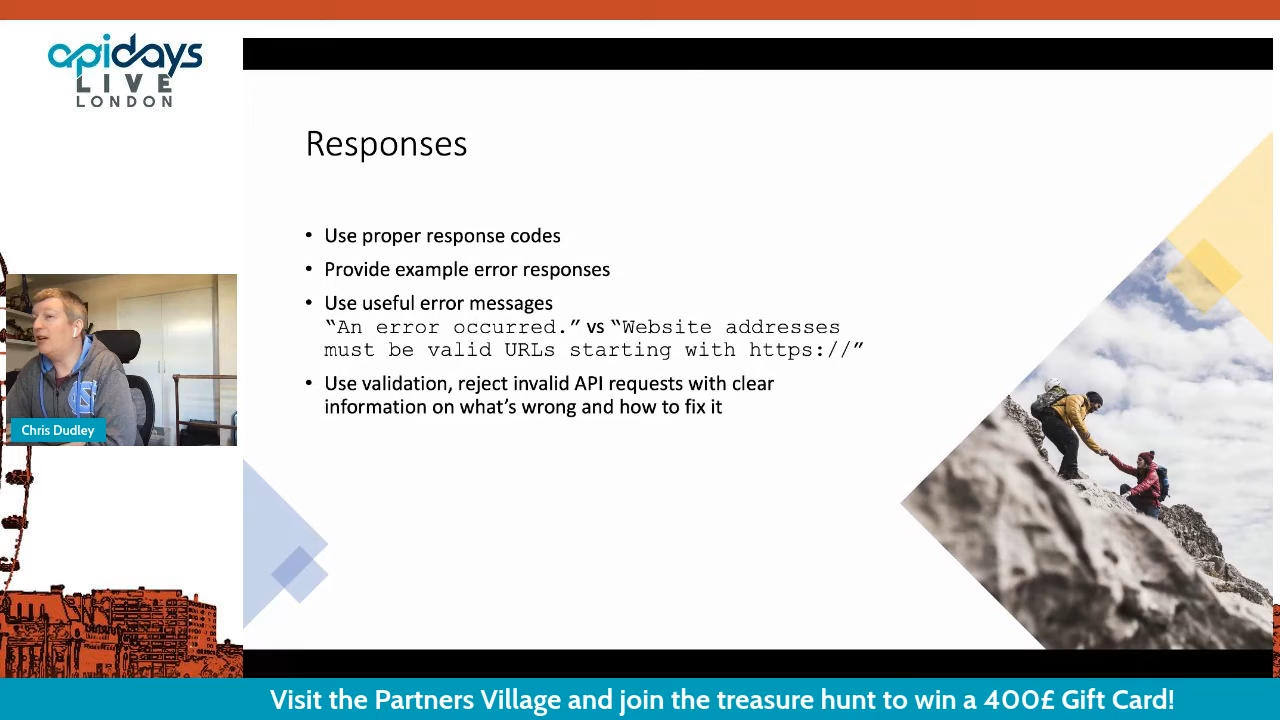 apidays
LIVE
LONDON
Responses
• Use proper response codes
• Provide example error responses
• Use useful error messages
“An error occurred.” vs “Website addresses
must be valid URLs starting with https://”
• Use validation, reject invalid API requests with clear
information on what’s wrong and how to fix it
Chris Dudley
Visit the Partners Village and join the treasure hunt to win a 400£ Gift Card!